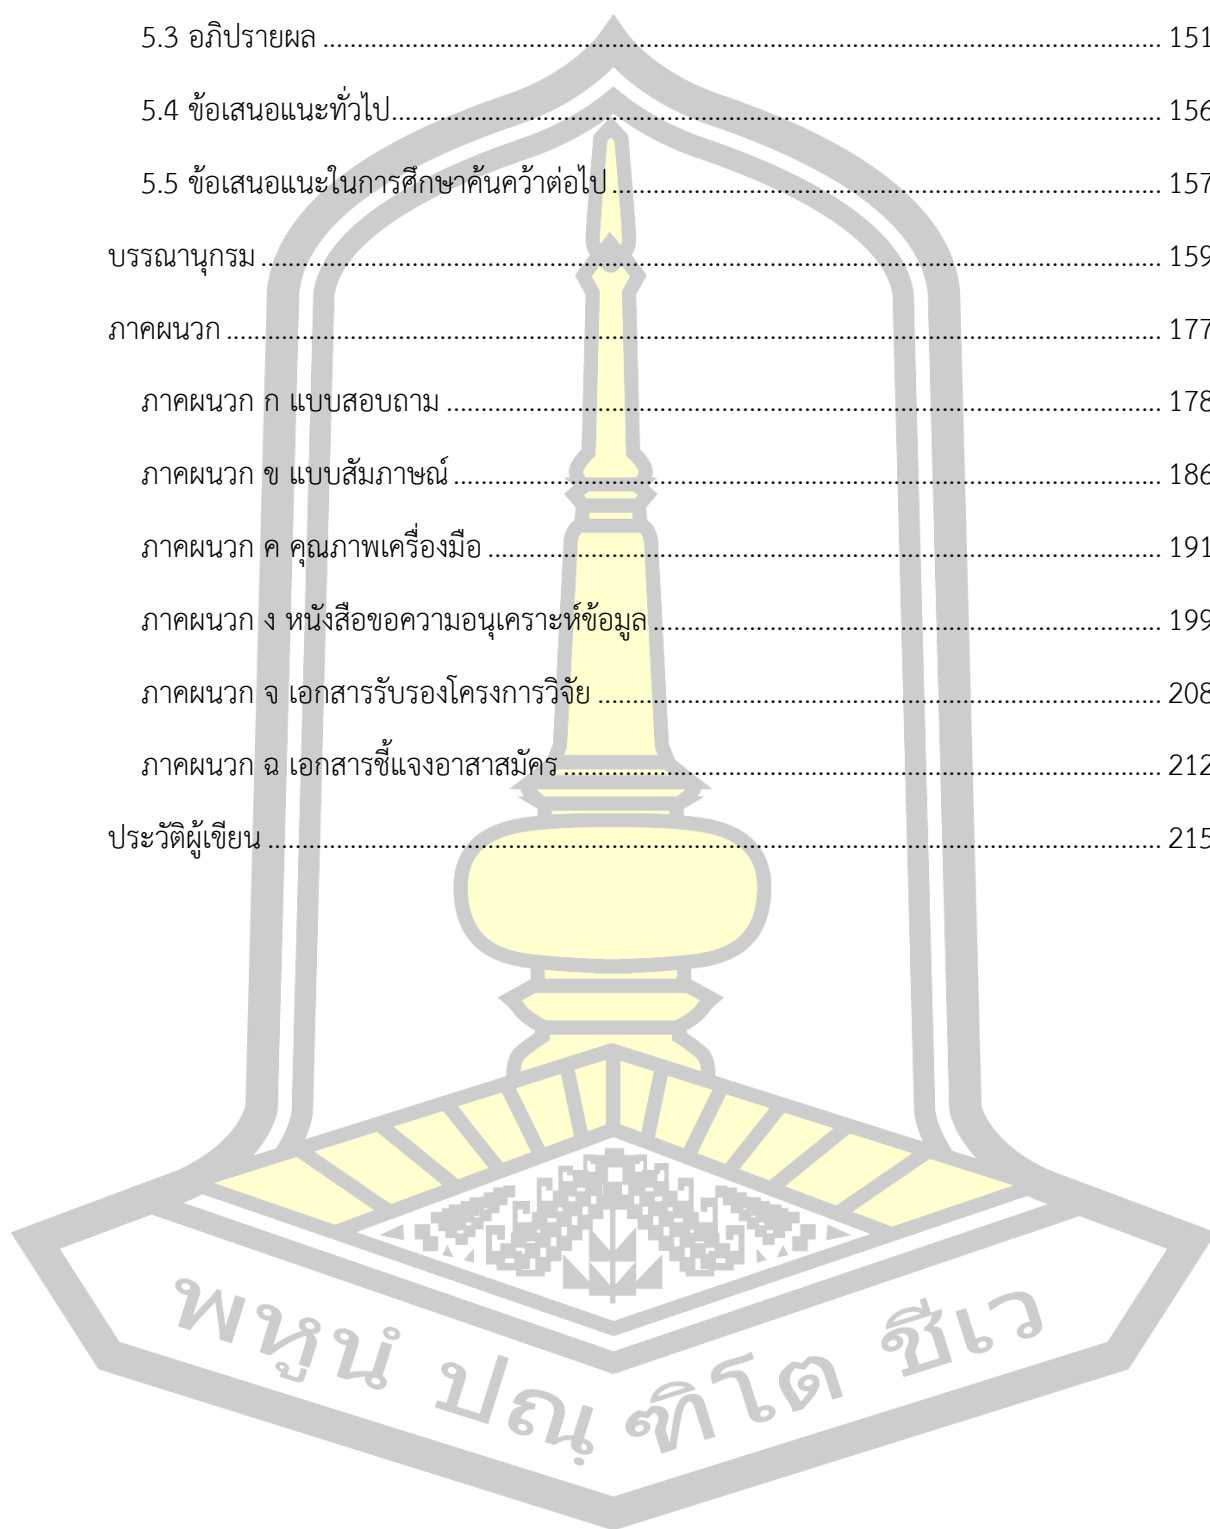 5.3 อภิปรายผล ........................................................................ 151
5.4 ข้อเสนอแนะทั่วไป........................................................................ 156
5.5 ข้อเสนอแนะในการศึกษาค้นคว้าต่อไป........................................................................ 157
บรรณานุกรม ........................................................................ 159
ภาคผนวก ........................................................................ 177
ภาคผนวก ก แบบสอบถาม ........................................................................ 178
ภาคผนวก ข แบบสัมภาษณ์ ........................................................................ 186
ภาคผนวก ค คุณภาพเครื่องมือ ........................................................................ 191
ภาคผนวก ง หนังสือขอความอนุเคราะห์ข้อมูล ........................................................................ 199
ภาคผนวก จ เอกสารรับรองโครงการวิจัย ........................................................................ 208
ภาคผนวก ฉ เอกสารชี้แจงอาสาสมัคร ........................................................................ 212
ประวัติผู้เขียน ........................................................................ 215
พหูนํ ปณฺฑิโต ชีเว